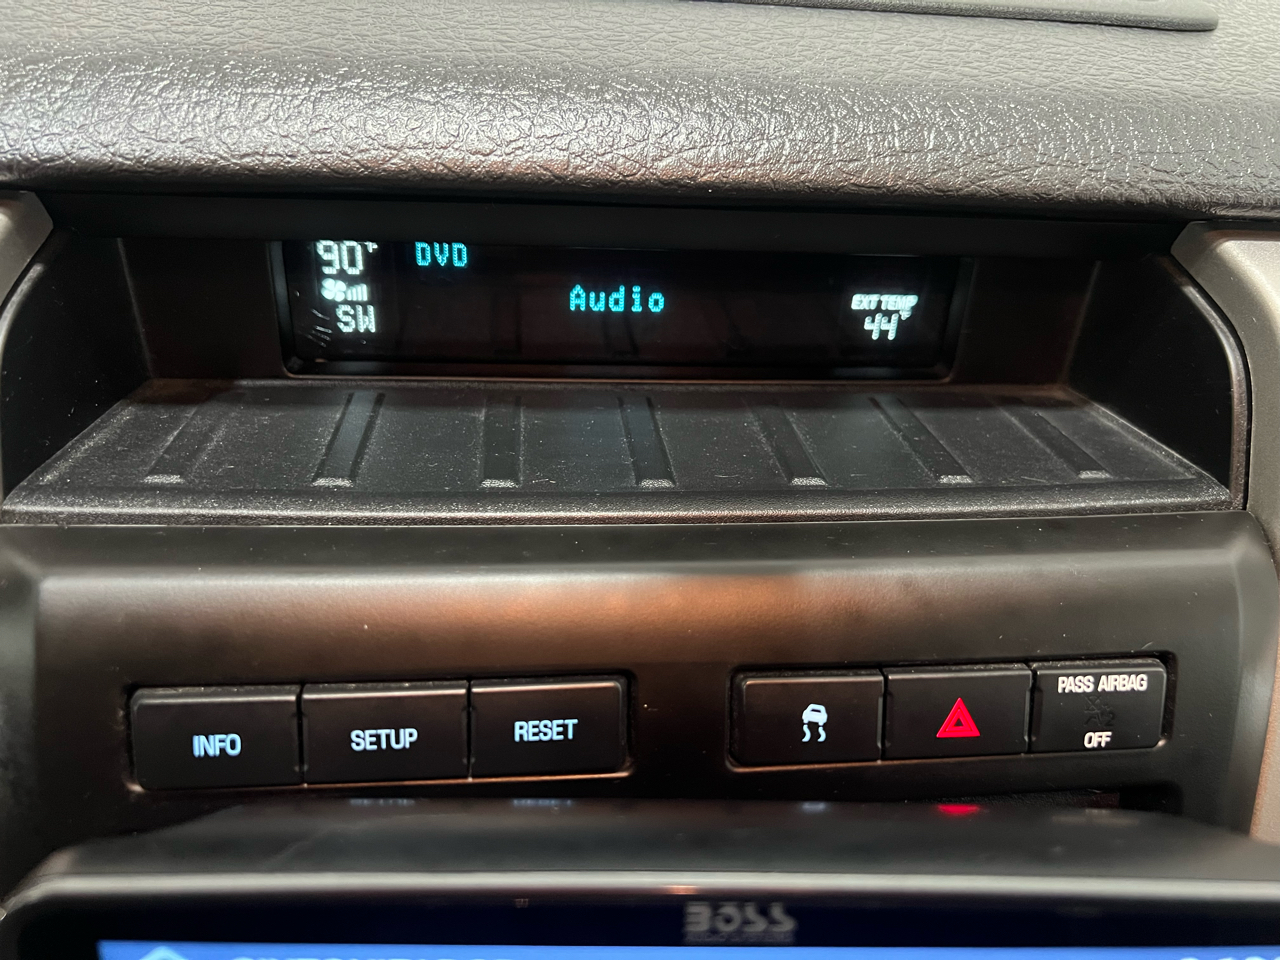 90° DVD
Audio
EXT TEMP
SW
44°
INFO SETUP RESET
PASS AIRBAG
OFF
BOSS